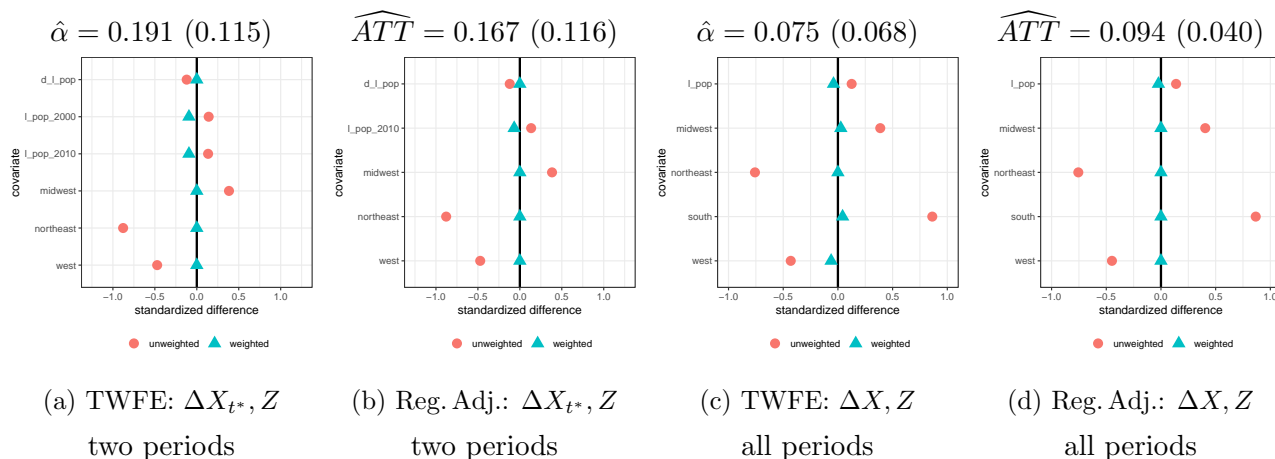 α̂ = 0.191 (0.115)
d_l_pop
l_pop_2000
l_pop_2010
midwest
northeast
west
covariate
−1.0 −0.5 0.0 0.5 1.0
standardized difference
unweighted weighted
(a) TWFE: ΔX_{t*}, Z
two periods
\widehat{ATT} = 0.167 (0.116)
d_l_pop
l_pop_2010
midwest
northeast
west
covariate
−1.0 −0.5 0.0 0.5 1.0
standardized difference
unweighted weighted
(b) Reg. Adj.: ΔX_{t*}, Z
two periods
α̂ = 0.075 (0.068)
l_pop
midwest
northeast
south
west
covariate
−1.0 −0.5 0.0 0.5 1.0
standardized difference
unweighted weighted
(c) TWFE: ΔX, Z
all periods
\widehat{ATT} = 0.094 (0.040)
l_pop
midwest
northeast
south
west
covariate
−1.0 −0.5 0.0 0.5 1.0
standardized difference
unweighted weighted
(d) Reg. Adj.: ΔX, Z
all periods